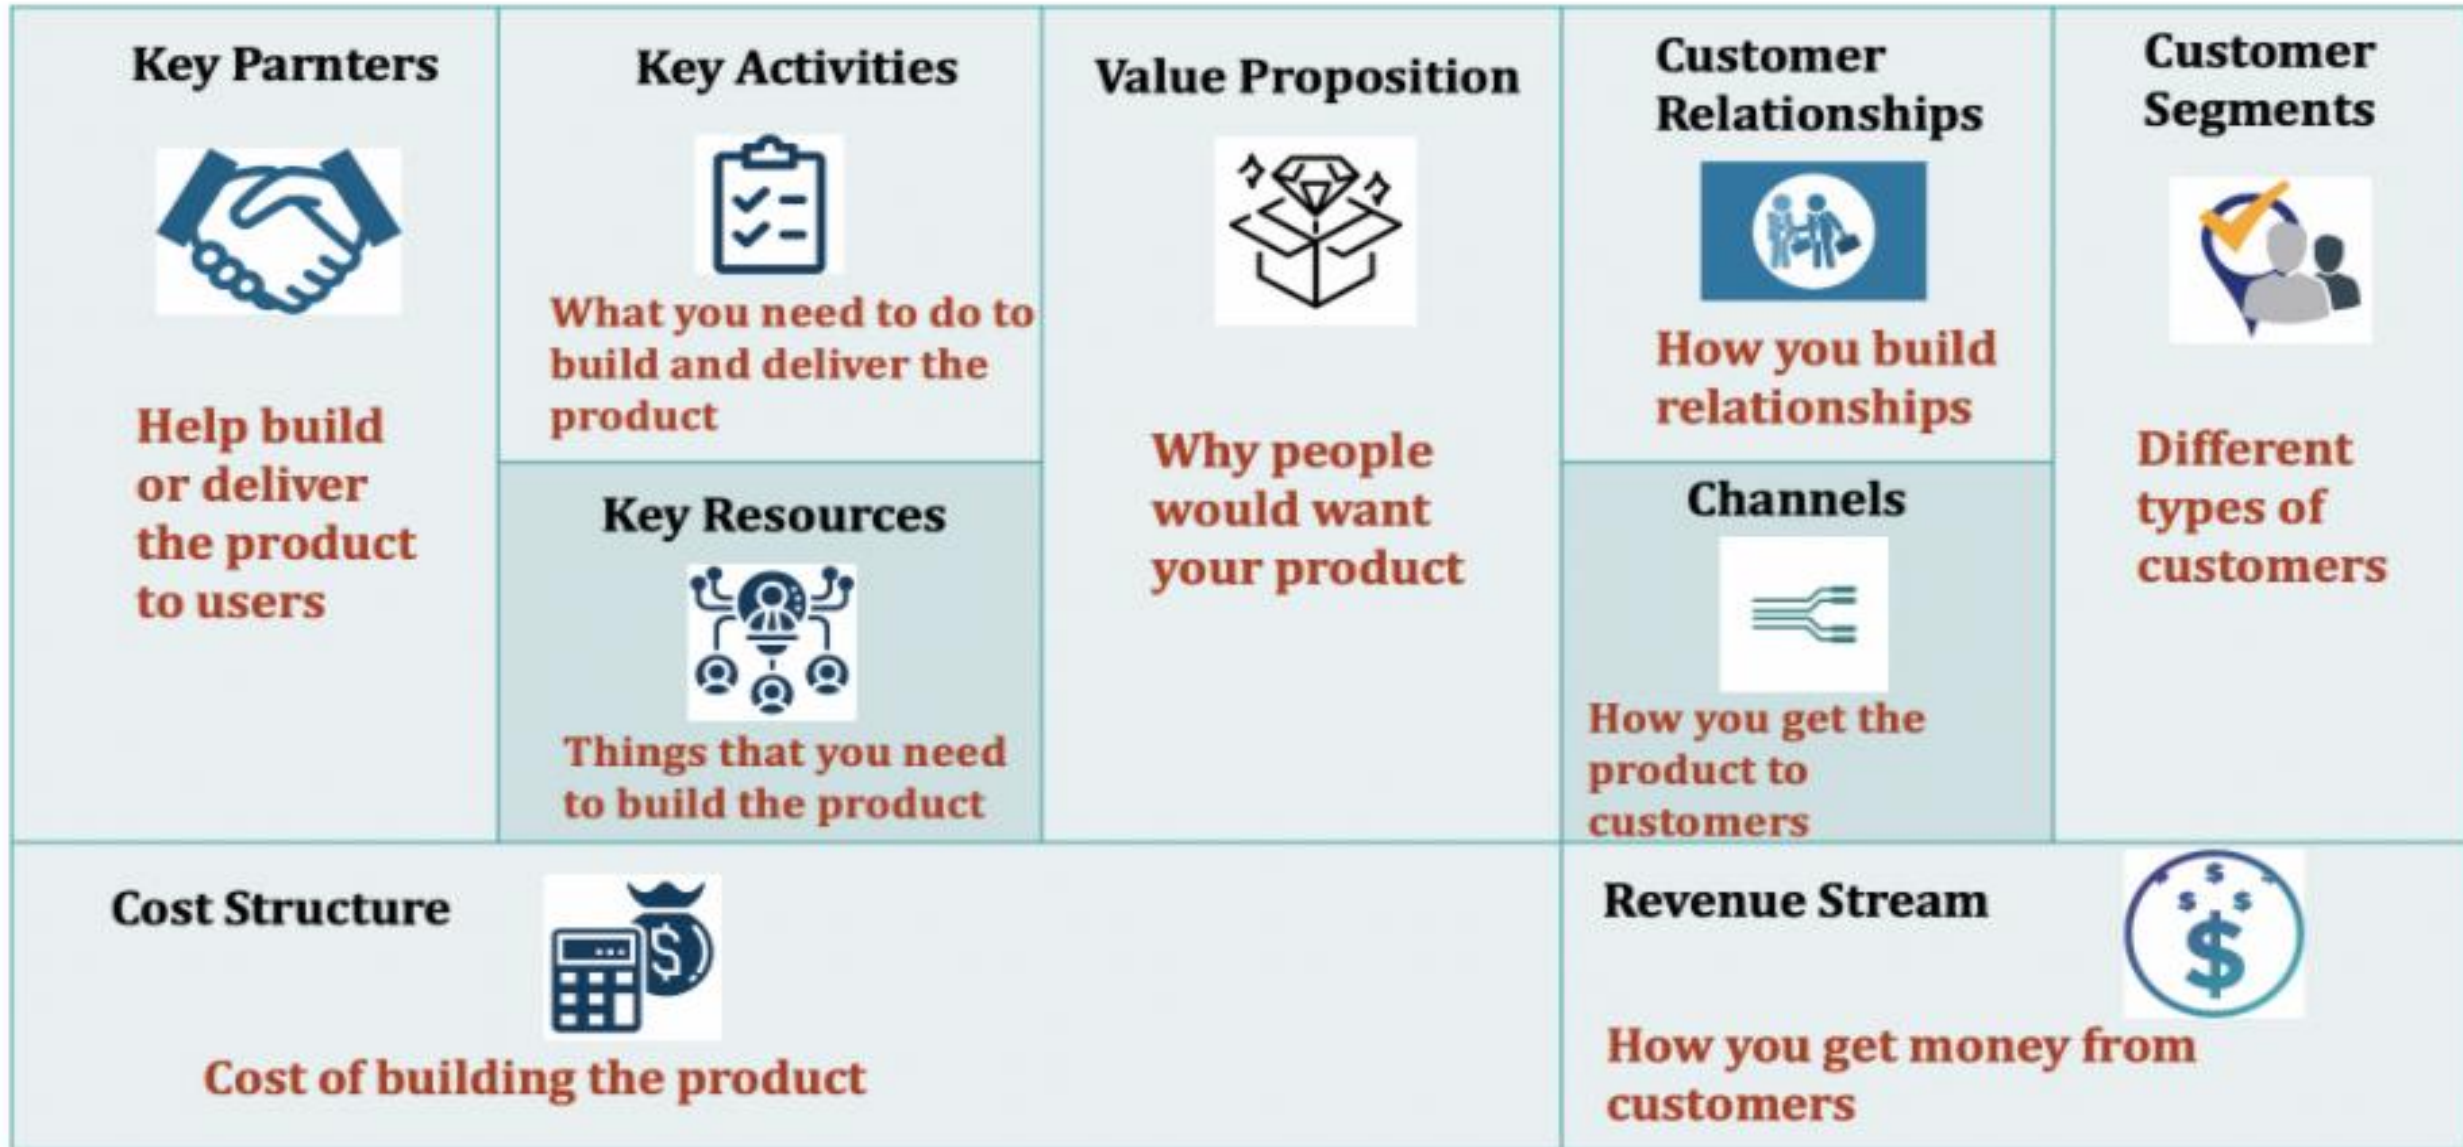 Key Parnters
Help build
or deliver
the product
to users
Key Activities
What you need to do to
build and deliver the
product
Key Resources
Things that you need
to build the product
Value Proposition
Why people
would want
your product
Customer
Relationships
How you build
relationships
Channels
How you get the
product to
customers
Customer
Segments
Different
types of
customers
Cost Structure
Cost of building the product
Revenue Stream
How you get money from
customers